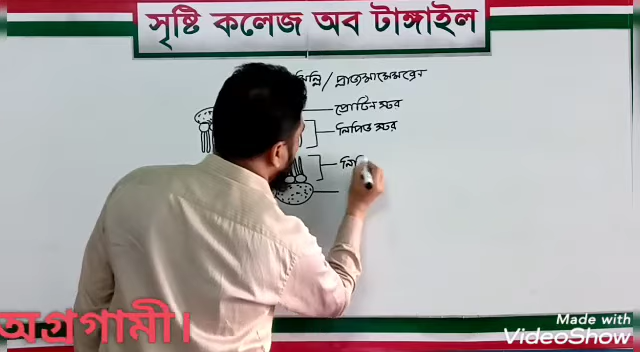 সৃষ্টি কলেজ অব টাঙ্গাইল
ঝিল্লি / প্লাজমামেমব্রেন
প্রোটিন স্তর
লিপিড স্তর
লি
অগ্রগামী।
Made with
VideoShow